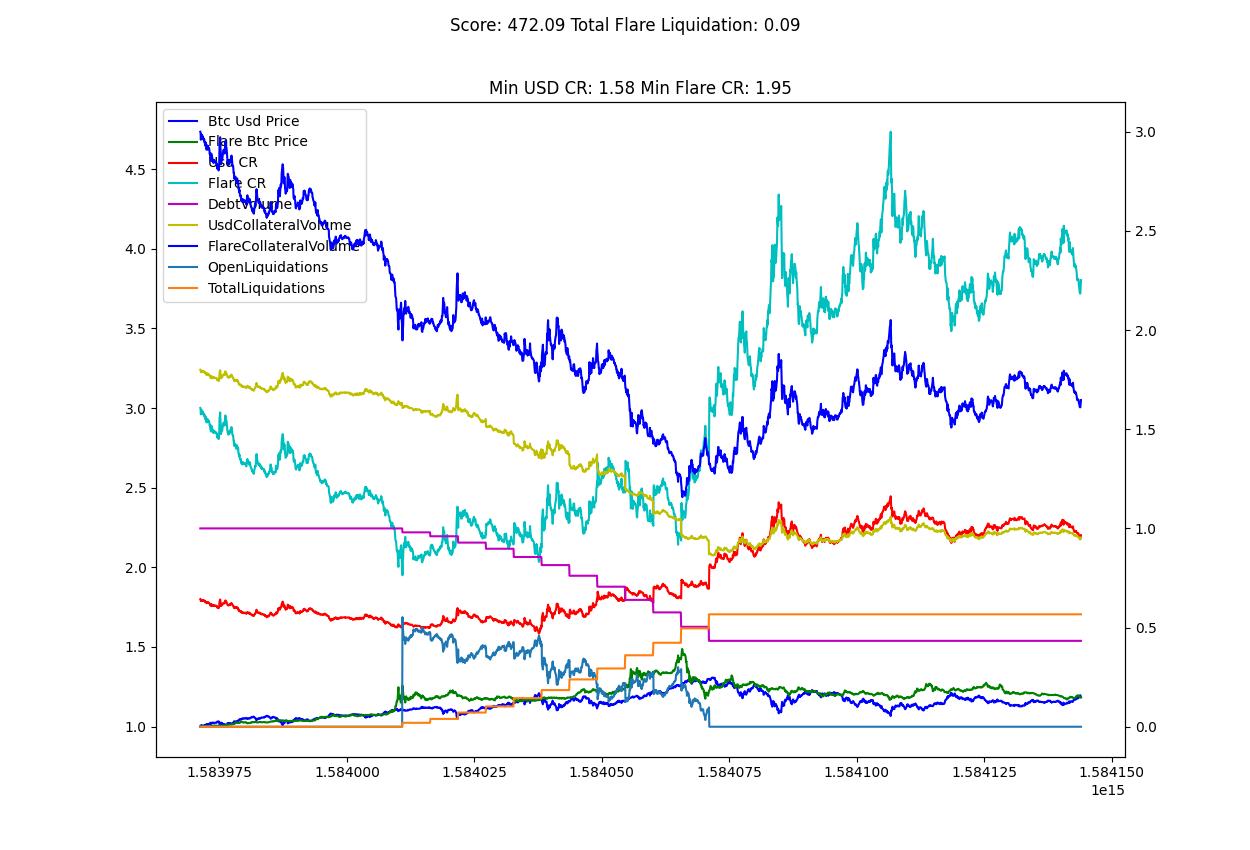 Score: 472.09 Total Flare Liquidation: 0.09
Min USD CR: 1.58 Min Flare CR: 1.95
Btc Usd Price
Flare Btc Price
Usd CR
Flare CR
DebtVolume
UsdCollateralVolume
FlareCollateralVolume
OpenLiquidations
TotalLiquidations
4.5
4.0
3.5
3.0
2.5
2.0
1.5
1.0
3.0
2.5
2.0
1.5
1.0
0.5
0.0
1.583975 1.584000 1.584025 1.584050 1.584075 1.584100 1.584125 1.584150
1e15